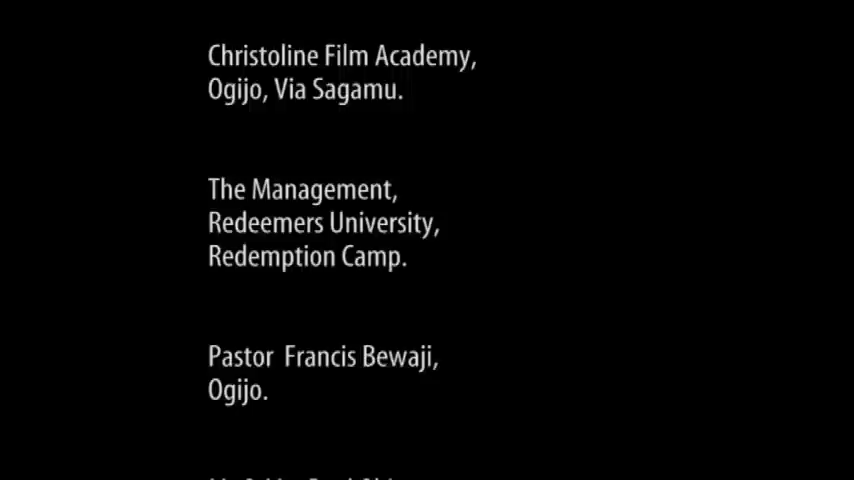 Christoline Film Academy,
Ogijo, Via Sagamu.
The Management,
Redeemers University,
Redemption Camp.
Pastor  Francis Bewaji,
Ogijo.